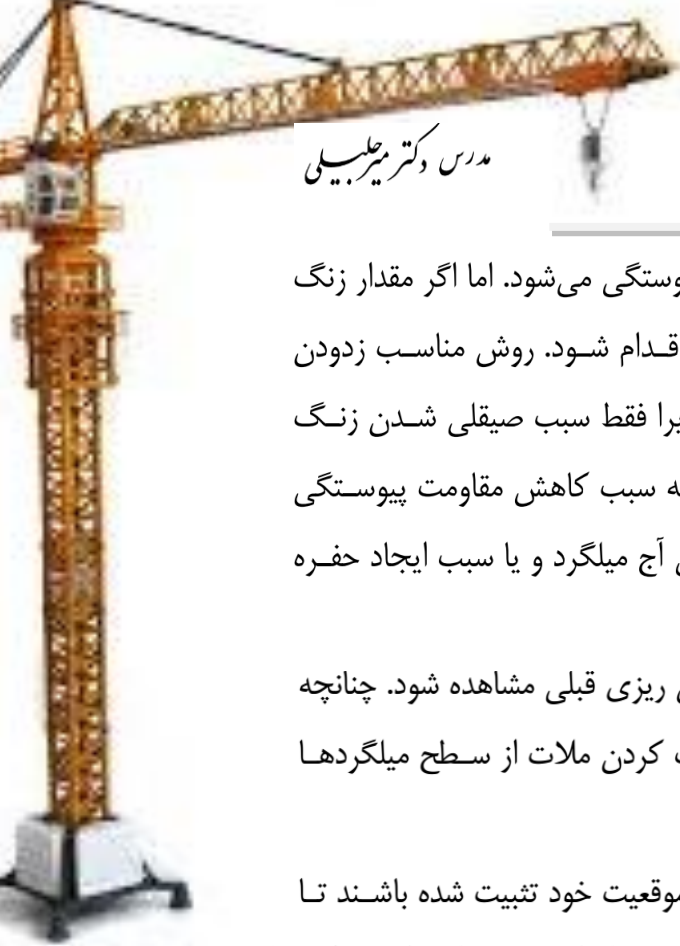 مدرس دکتر میرجلیلی
وستگی می‌شود. اما اگر مقدار زنگ
قـدام شـود. روش مناسـب زدودن
یرا فقط سبب صیقلی شـدن زنـگ
ه سبب کاهش مقاومت پیوسـتگی
آج میلگرد و یا سبب ایجاد حفـره
ریزی قبلی مشاهده شود. چنانچه
کردن ملات از سـطح میلگردهـا
موقعیت خود تثبیت شده باشـند تـا